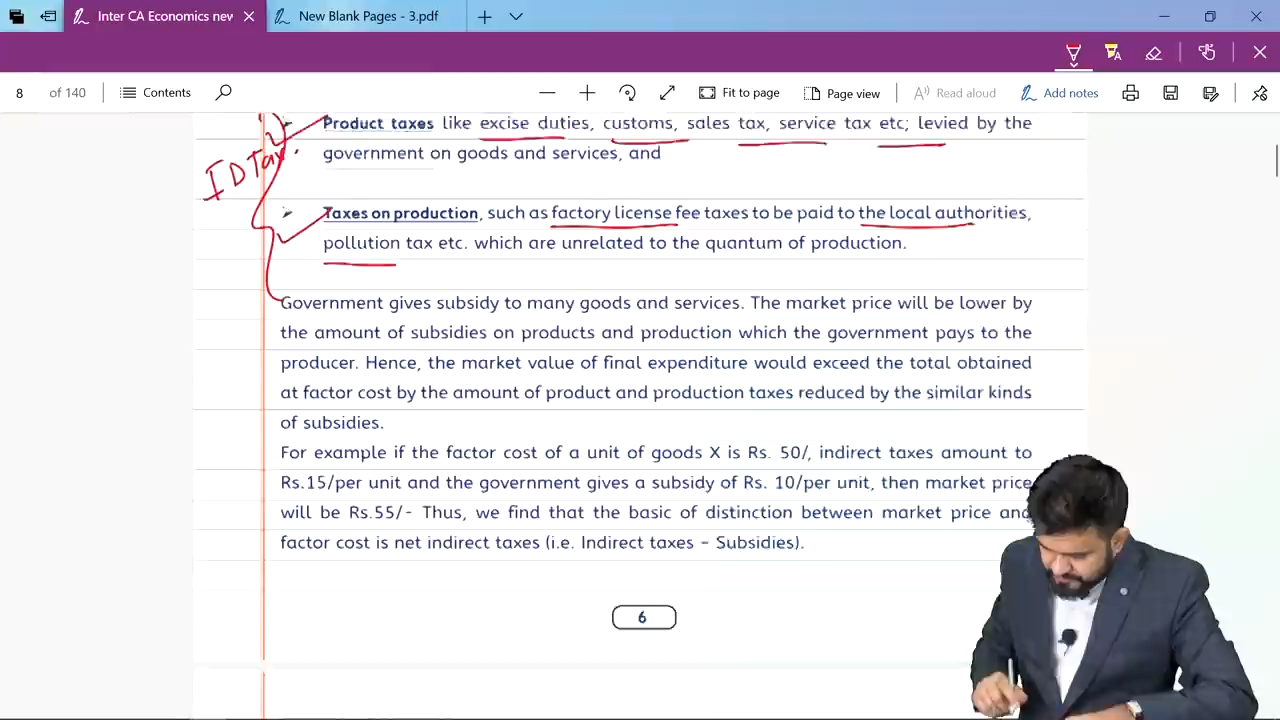 Inter CA Economics new
New Blank Pages - 3.pdf
8 of 140
Contents
Fit to page
Page view
Read aloud
Add notes
Product taxes like excise duties, customs, sales tax, service tax etc; levied by the
government on goods and services, and
IDTax.
Taxes on production, such as factory license fee taxes to be paid to the local authorities,
pollution tax etc. which are unrelated to the quantum of production.
Government gives subsidy to many goods and services. The market price will be lower by
the amount of subsidies on products and production which the government pays to the
producer. Hence, the market value of final expenditure would exceed the total obtained
at factor cost by the amount of product and production taxes reduced by the similar kinds
of subsidies.
For example if the factor cost of a unit of goods X is Rs. 50/, indirect taxes amount to
Rs.15/per unit and the government gives a subsidy of Rs. 10/per unit, then market price
will be Rs.55/- Thus, we find that the basic of distinction between market price and
factor cost is net indirect taxes (i.e. Indirect taxes – Subsidies).
6